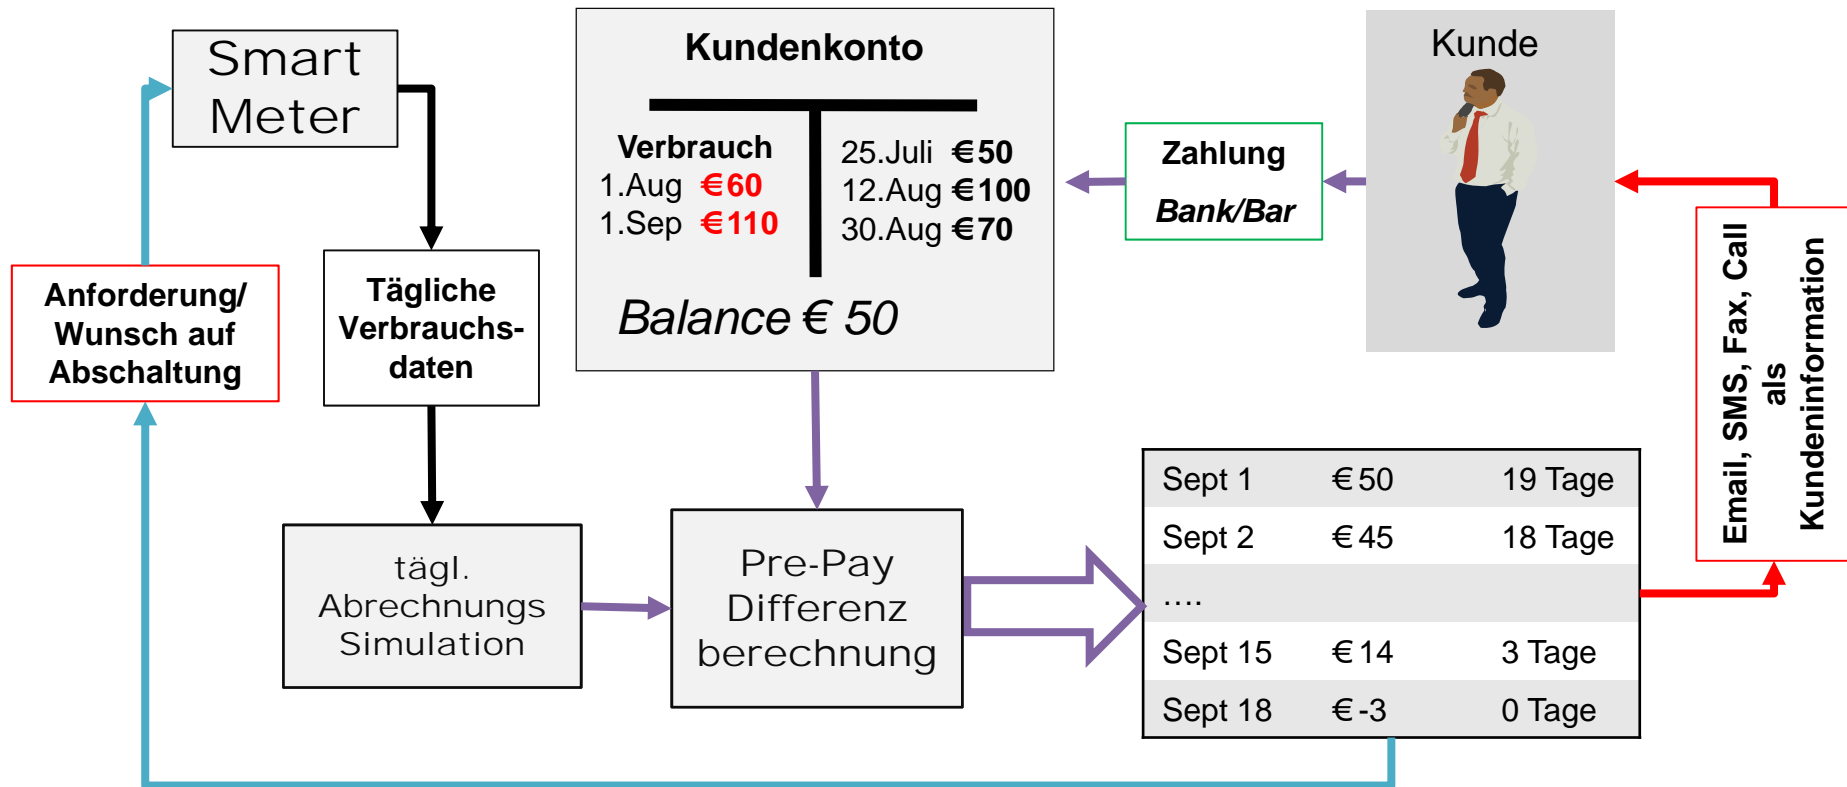 Smart
Meter
Kundenkonto
Verbrauch
1.Aug €60
1.Sep €110
25.Juli €50
12.Aug €100
30.Aug €70
Balance € 50
Zahlung
Bank/Bar
Kunde
Email, SMS, Fax, Call
als
Kundeninformation
Anforderung/
Wunsch auf
Abschaltung
Tägliche
Verbrauchs-
daten
tägl.
Abrechnungs
Simulation
Pre-Pay
Differenz
berechnung
Sept 1 €50 19 Tage
Sept 2 €45 18 Tage
....
Sept 15 €14 3 Tage
Sept 18 €-3 0 Tage